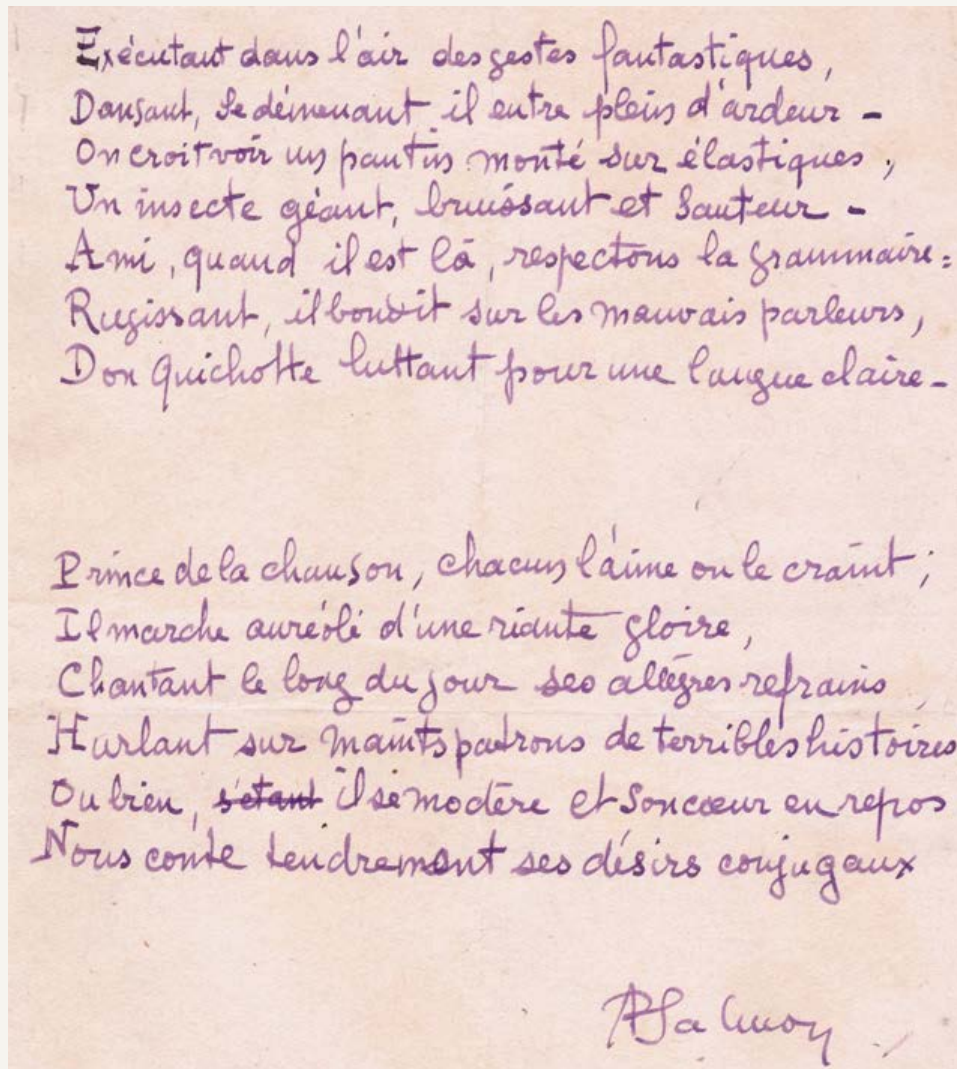 Exécutant dans l'air des gestes fantastiques,
Dansant, se démenant il entre plein d'ardeur -
On croit voir un pantin monté sur élastiques,
Un insecte géant, bruissant et sauteur -
Ami, quand il est là, respectons la grammaire :
Rugissant, il bondit sur les mauvais parleurs,
Don Quichotte luttant pour une langue claire -
Prince de la chanson, chacun l'aime ou le craint ;
Il marche auréolé d'une riante gloire,
Chantant le long du jour ses allègres refrains,
Hurlant sur maints patrons de terribles histoires
Ou bien, s'étant il se modère et son cœur en repos
Nous conte tendrement ses désirs conjugaux